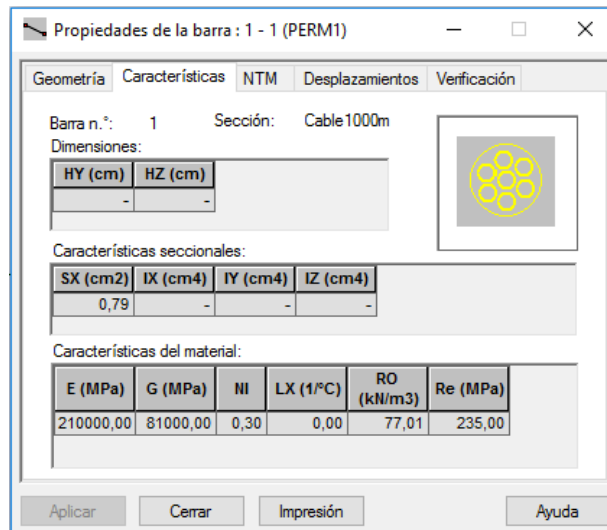 Propiedades de la barra : 1 - 1 (PERM1)
Geometría Características NTM Desplazamientos Verificación
Barra n.°: 1 Sección: Cable1000m
Dimensiones:
HY (cm) HZ (cm)
- -
Características seccionales:
SX (cm2) IX (cm4) IY (cm4) IZ (cm4)
0,79 - - -
Características del material:
E (MPa) G (MPa) NI LX (1/°C) RO (kN/m3) Re (MPa)
210000,00 81000,00 0,30 0,00 77,01 235,00
Aplicar Cerrar Impresión Ayuda